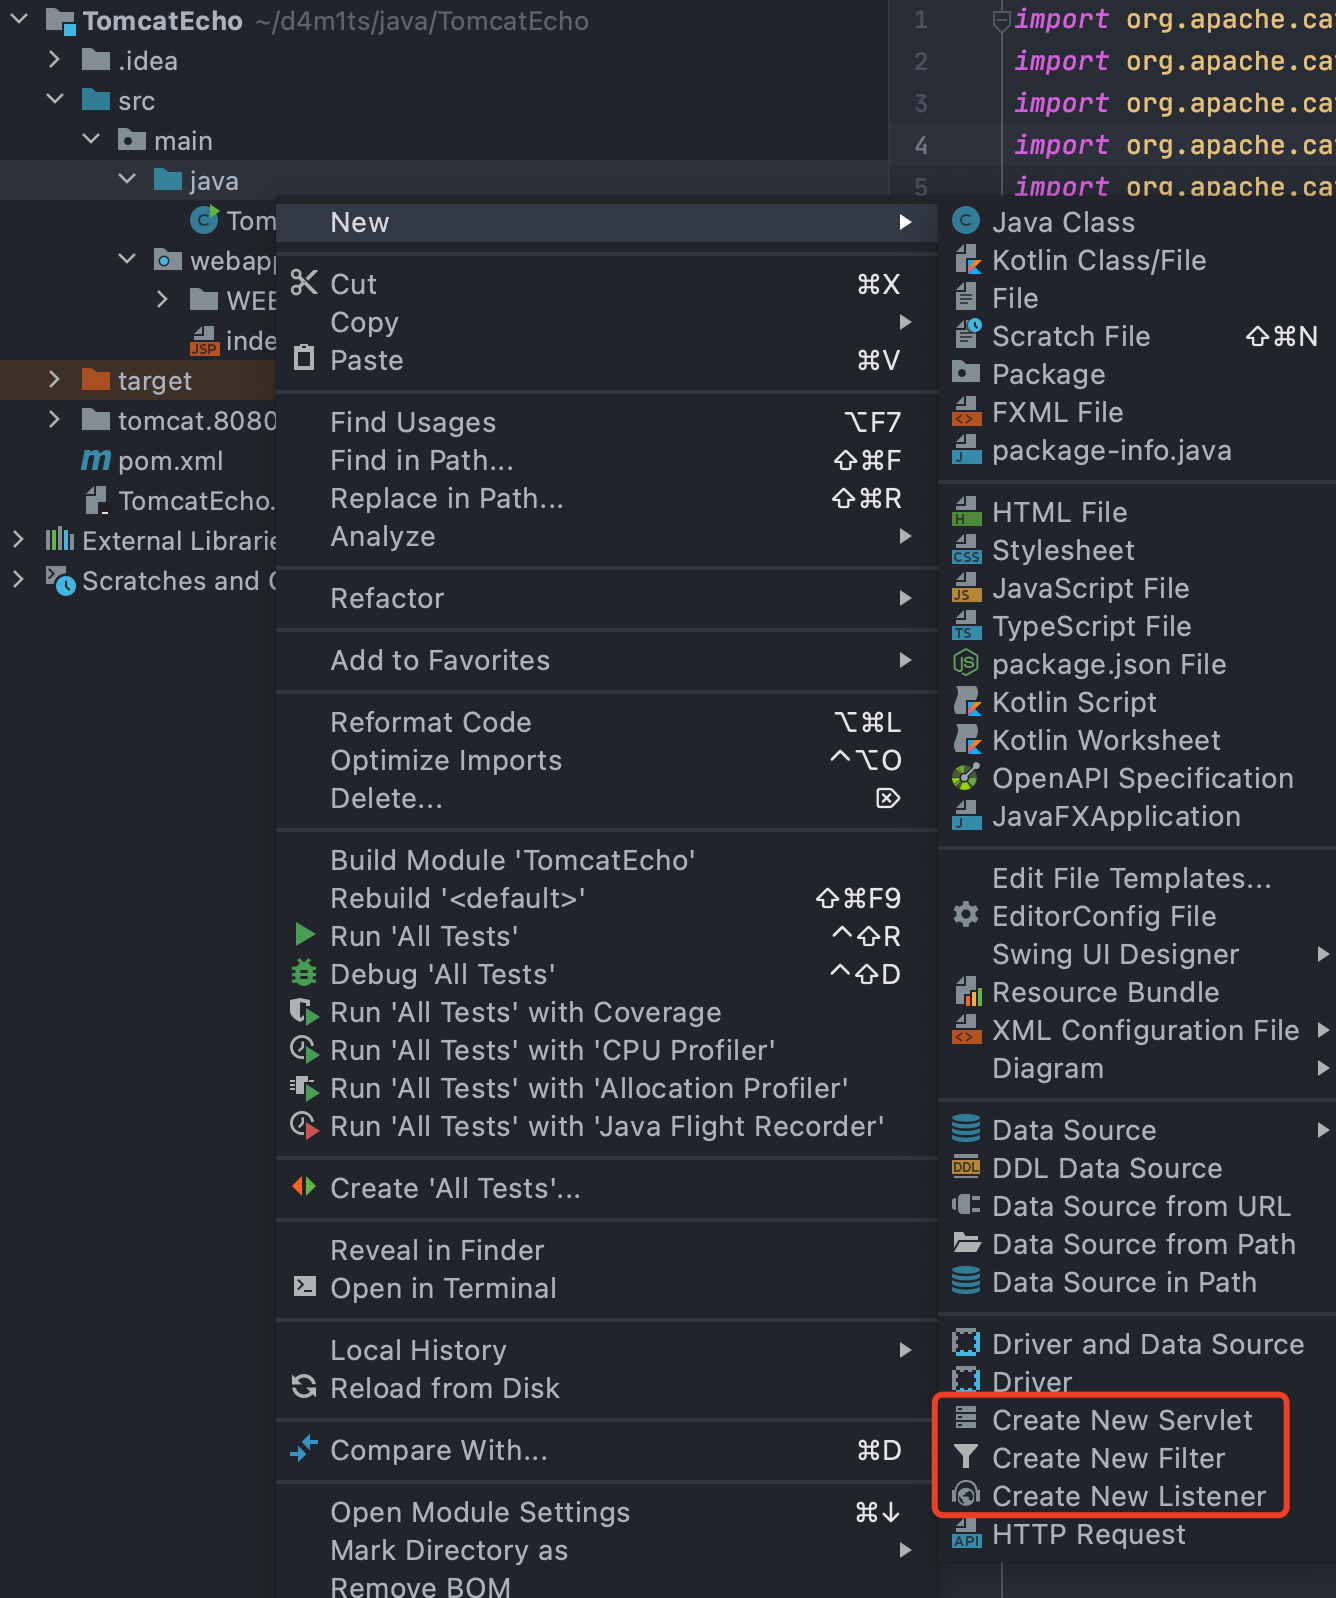 TomcatEcho ~/d4m1ts/java/TomcatEcho
.idea
src
main
java
Tom
webap
WEB
inde
target
tomcat.8080
pom.xml
TomcatEcho.
External Librarie
Scratches and
1 import org.apache.ca
2 import org.apache.ca
3 import org.apache.ca
4 import org.apache.ca
5 import org.apache.ca
New
Cut ⌘X
Copy
Paste ⌘V
Find Usages ⌥F7
Find in Path... ⇧⌘F
Replace in Path... ⇧⌘R
Analyze
Refactor
Add to Favorites
Reformat Code ⌥⌘L
Optimize Imports ^⌥O
Delete... ⌦
Build Module 'TomcatEcho'
Rebuild '<default>' ⇧⌘F9
Run 'All Tests' ^⇧R
Debug 'All Tests' ^⇧D
Run 'All Tests' with Coverage
Run 'All Tests' with 'CPU Profiler'
Run 'All Tests' with 'Allocation Profiler'
Run 'All Tests' with 'Java Flight Recorder'
Create 'All Tests'...
Reveal in Finder
Open in Terminal
Local History
Reload from Disk
Compare With... ⌘D
Open Module Settings ⌘↓
Mark Directory as
Remove BOM
Java Class
Kotlin Class/File
File
Scratch File ⇧⌘N
Package
FXML File
package-info.java
HTML File
Stylesheet
JavaScript File
TypeScript File
package.json File
Kotlin Script
Kotlin Worksheet
OpenAPI Specification
JavaFXApplication
Edit File Templates...
EditorConfig File
Swing UI Designer
Resource Bundle
XML Configuration File
Diagram
Data Source
DDL Data Source
Data Source from URL
Data Source from Path
Data Source in Path
Driver and Data Source
Driver
Create New Servlet
Create New Filter
Create New Listener
HTTP Request